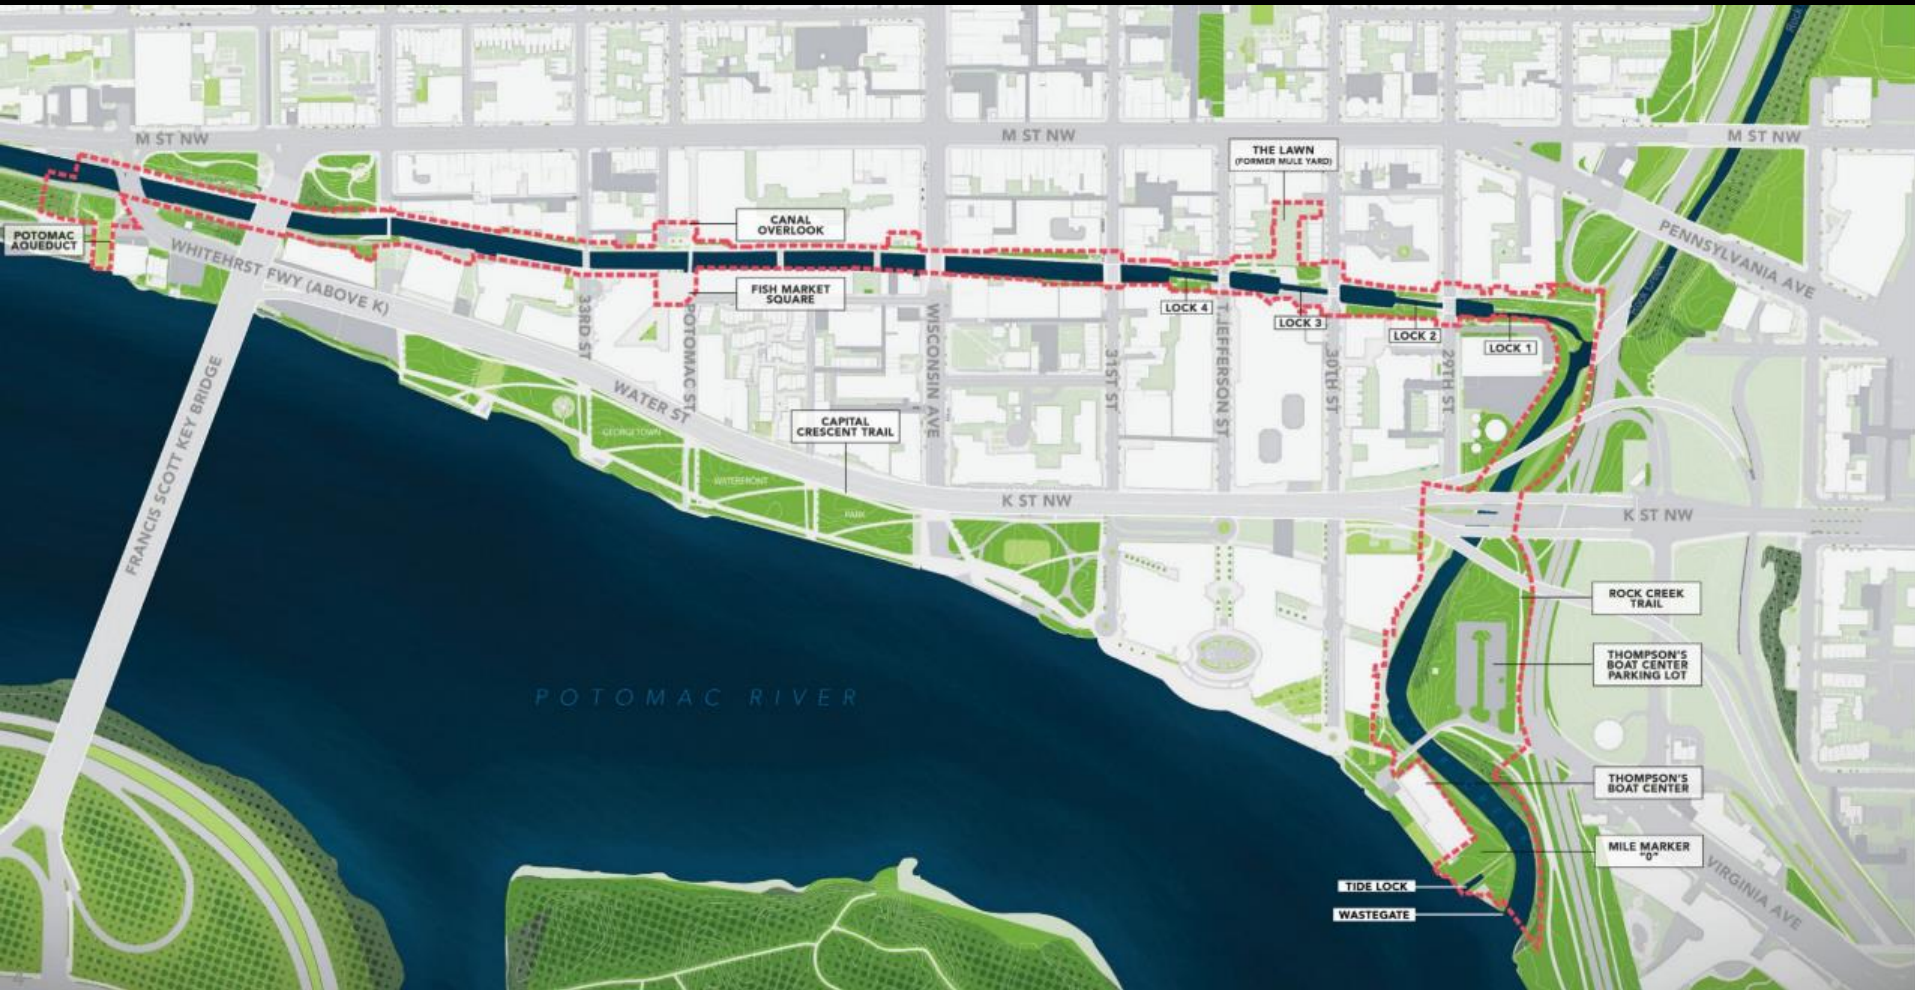 Rock
M ST NW
M ST NW
M ST NW
THE LAWN
(FORMER MULE YARD)
CANAL
OVERLOOK
POTOMAC
AQUEDUCT
WHITEHRST FWY (ABOVE K)
PENNSYLVANIA AVE
Rock Creek
FISH MARKET
SQUARE
LOCK 4
LOCK 3
LOCK 2
LOCK 1
33RD ST
POTOMAC ST
WISCONSIN AVE
31ST ST
T. JEFFERSON ST
30TH ST
29TH ST
FRANCIS SCOTT KEY BRIDGE
WATER ST
CAPITAL
CRESCENT TRAIL
GEORGETOWN
WATERFRONT
PARK
K ST NW
K ST NW
ROCK CREEK
TRAIL
THOMPSON'S
BOAT CENTER
PARKING LOT
POTOMAC RIVER
THOMPSON'S
BOAT CENTER
MILE MARKER
"0"
TIDE LOCK
WASTEGATE
VIRGINIA AVE